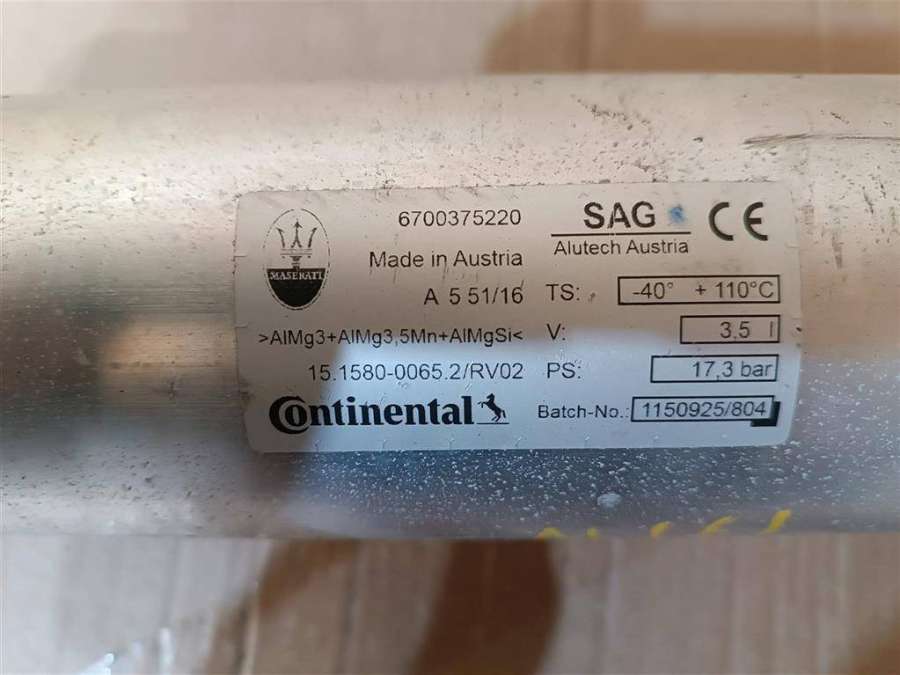 6700375220
SAG
Alutech Austria
CE
MASERATI
Made in Austria
A 5 51/16
TS: -40° + 110°C
>AlMg3+AlMg3,5Mn+AlMgSi<
V: 3,5 l
15.1580-0065.2/RV02
PS: 17,3 bar
Continental
Batch-No.: 1150925/804